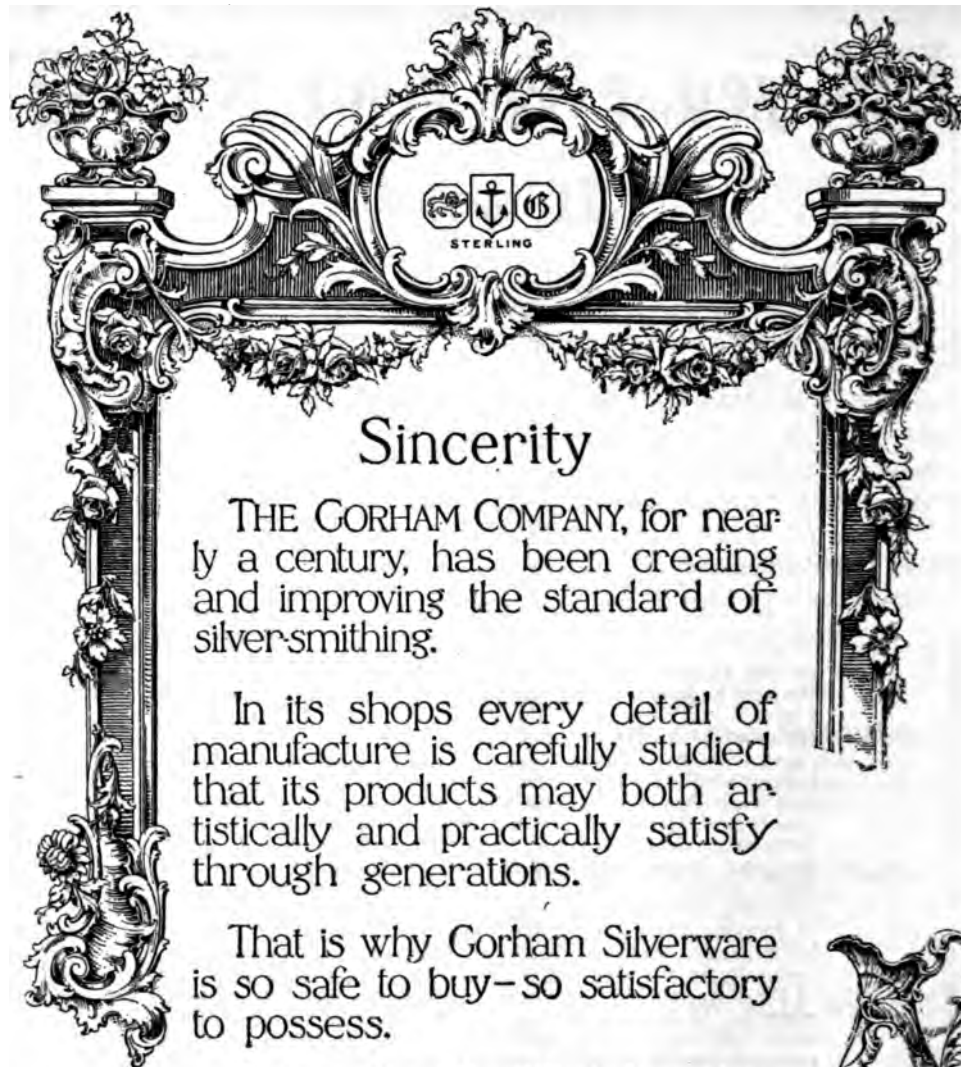 G
STERLING
Sincerity
THE GORHAM COMPANY, for near-
ly a century, has been creating
and improving the standard of
silver-smithing.
In its shops every detail of
manufacture is carefully studied
that its products may both ar-
tistically and practically satisfy
through generations.
That is why Gorham Silverware
is so safe to buy–so satisfactory
to possess.